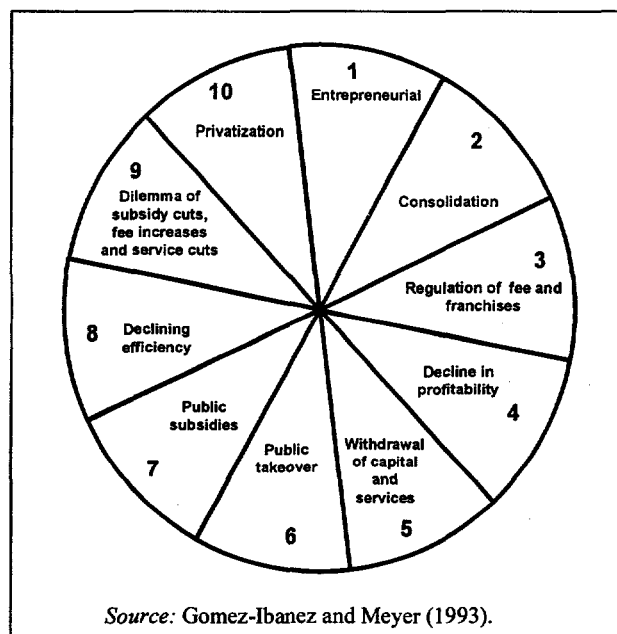 1
Entrepreneurial
2
Consolidation
3
Regulation of fee and
franchises
Decline in
profitability
4
Withdrawal
of capital
and
services
5
Public
takeover
6
Public
subsidies
7
8
Declining
efficiency
9
Dilemma of
subsidy cuts,
fee increases
and service cuts
10
Privatization
Source: Gomez-Ibanez and Meyer (1993).